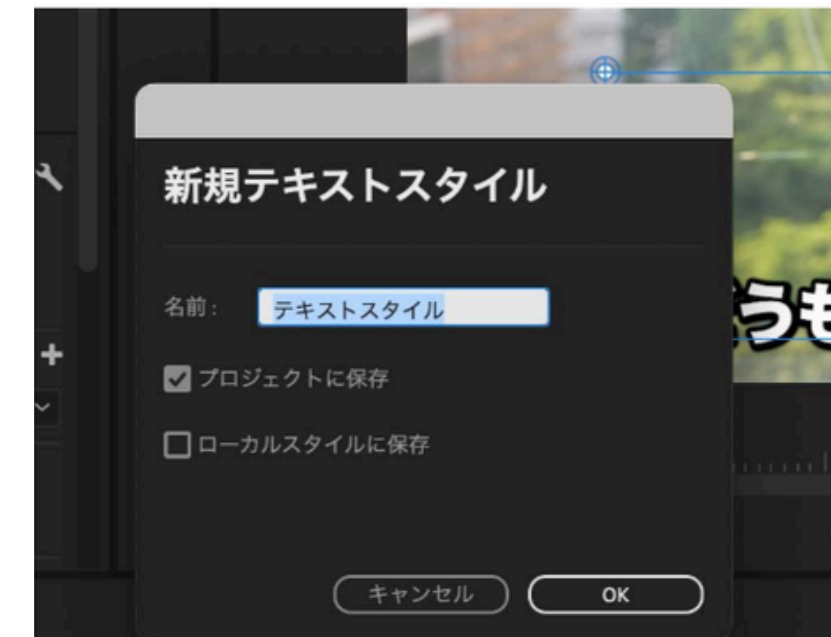 新規テキストスタイル
名前 :
テキストスタイル
うも
プロジェクトに保存
ローカルスタイルに保存
キャンセル
OK